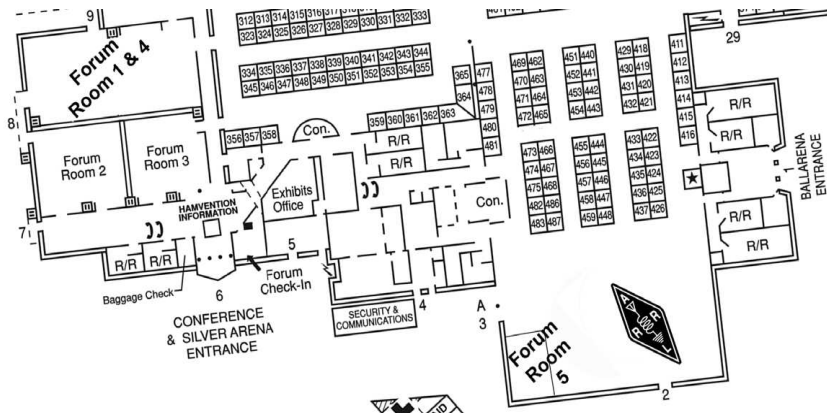 9
312 313 314 315 316 317
323 324 325 326 327 328 329 330 331 332 333
334 335 336 337 338 339 340 341 342 343 344
345 346 347 348 349 350 351 352 353 354 355
Forum
Room 1 & 4
8
Forum
Room 2
Forum
Room 3
356 357 358
Con.
359 360 361 362 363
364
365
477
478
479
480
481
R/R
R/R
Con.
469 462
470 463
471 464
472 465
451 440
452 441
453 442
454 443
429 418
430 419
431 420
432 421
411
412
413
414
415
416
29
473 466
474 467
475 468
482 486
483 487
455 444
456 445
457 446
458 447
459 448
433 422
434 423
435 424
436 425
437 426
R/R
R/R
R/R
R/R
1
BALLARENA
ENTRANCE
HAMVENTION
INFORMATION
Exhibits
Office
7
R/R
R/R
Baggage Check
5
Forum
Check-In
6
CONFERENCE
& SILVER ARENA
ENTRANCE
SECURITY &
COMMUNICATIONS
4
A
3
Forum
Room
5
A
R R
L
2